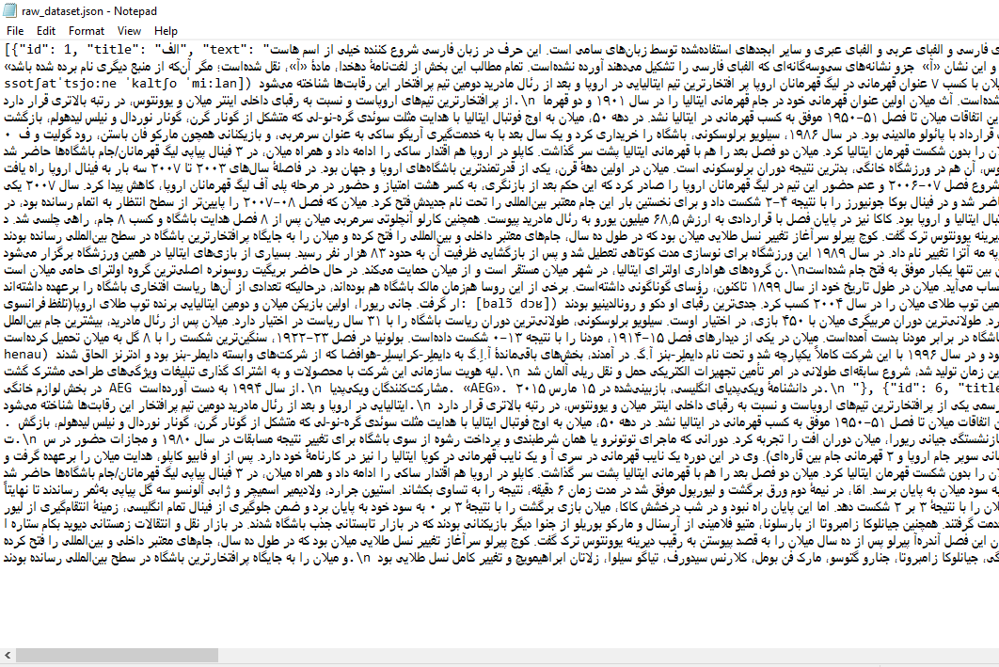 raw_dataset.json - Notepad
File Edit Format View Help
[{"id": 1, "title": "الف", "text": "ی فارسی و الفبای عربی و الفبای عبری و سایر ابجدهای استفاده‌شده توسط زبان‌های سامی است. این حرف در زبان فارسی شروع کننده خیلی از اسم هاست
و این نشان «ا» جزو نشانه‌های سی‌وسه‌گانه‌ای که الفبای فارسی را تشکیل می‌دهند آورده نشده‌است. تمام مطالب این بخش از لغت‌نامهٔ دهخدا، مادهٔ «آ»، نقل شده‌است؛ مگر آن‌که از منبع دیگری نام برده شده باشد»
ssotʃatˈtsjoːne ˈkaltʃo ˈmiːlan]) لان با کسب ۷ عنوان قهرمانی در لیگ قهرمانان اروپا پر افتخارترین تیم ایتالیایی در اروپا و بعد از رئال مادرید دومین تیم پرافتخار این رقابت‌ها شناخته می‌شود
شده‌است. آث میلان اولین عنوان قهرمانی خود در جام قهرمانی ایتالیا را در سال ۱۹۰۱ و دو قهرما \n.از پرافتخارترین تیم‌های اروپاست و نسبت به رقبای داخلی اینتر میلان و یوونتوس، در رتبه بالاتری قرار دارد
این اتفاقات میلان تا فصل ۵۱-۱۹۵۰ موفق به کسب قهرمانی در ایتالیا نشد. در دهه ۵۰، میلان به اوج فوتبال ایتالیا با هدایت مثلت سوئدی گره-نو-لی که متشکل از گونار گرن، گونار نوردال و نیلس لیدهولم، بازگشت
قرارداد با پائولو مالدینی بود. در سال ۱۹۸۶، سیلویو برلوسکونی، باشگاه را خریداری کرد و یک سال بعد با به خدمت‌گیری آریگو ساکی به عنوان سرمربی، و بازیکنانی همچون مارکو فان باستن، رود گولیت و ف
ن را بدون شکست قهرمان ایتالیا کرد. میلان دو فصل بعد را هم با قهرمانی ایتالیا پشت سر گذاشت. کاپلو در اروپا هم اقتدار ساکی را ادامه داد و همراه میلان، در ۳ فینال پیاپی لیگ قهرمانان/جام باشگاه‌ها حاضر شد
وس، آن هم در ورزشگاه خانگی، بدترین نتیجه دوران برلوسکونی است. میلان در اولین دههٔ قرن، یکی از قدرتمندترین باشگاه‌های اروپا و جهان بود. در فاصلهٔ سال‌های ۲۰۰۳ تا ۲۰۰۷ سه بار به فینال اروپا راه یافت
شروع فصل ۰۷-۲۰۰۶ و عدم حضور این تیم در لیگ قهرمانان اروپا را صادر کرد که این حکم بعد از بازنگری، به کسر هشت امتیاز و حضور در مرحله پلی آف لیگ قهرمانان اروپا، کاهش پیدا کرد. سال ۲۰۰۷ یکی
ضر شد و در فینال بوکا جونیورز را با نتیجه ۴-۲ شکست داد و برای نخستین بار این جام معتبر بین‌المللی را تحت نام جدیدش فتح کرد. میلان که فصل ۰۸-۲۰۰۷ را پایین‌تر از سطح انتظار به اتمام رسانده بود، در
بال ایتالیا و اروپا بود. کاکا نیز در پایان فصل با قراردادی به ارزش ۶۸٫۵ میلیون یورو به رئال مادرید پیوست. همچنین کارلو آنچلوتی سرمربی میلان پس از ۸ فصل هدایت باشگاه و کسب ۸ جام، راهی چلسی شد. د
دیرینه یوونتوس ترک گفت. کوچ پیرلو سرآغاز تغییر نسل طلایی میلان بود که در طول ده سال، جام‌های معتبر داخلی و بین‌المللی را فتح کرده و میلان را به جایگاه پرافتخارترین باشگاه در سطح بین‌المللی رسانده بودند
به مه آتزا تغییر نام داد. در سال ۱۹۸۹ این ورزشگاه برای نوسازی مدت کوتاهی تعطیل شد و پس از بازگشایی ظرفیت آن به حدود ۸۳ هزار نفر رسید. بسیاری از بازی‌های ایتالیا در همین ورزشگاه برگزار می‌شود
ن بین تنها یکبار موفق به فتح جام شده‌است\n.ن گروه‌های هواداری اولترای ایتالیا، در شهر میلان مستقر است و از میلان حمایت می‌کند. در حال حاضر بریگیت روسونره اصلی‌ترین گروه اولترای حامی میلان است
ساب می‌آید. میلان در طول تاریخ خود از سال ۱۸۹۹ تاکنون، رؤسای گوناگونی داشته‌است. برخی از این روسا همزمان مالک باشگاه هم بوده‌اند، درحالیکه تعدادی از آن‌ها ریاست افتخاری باشگاه را برعهده داشته‌اند
مین توپ طلای میلان را در سال ۲۰۰۴ کسب کرد. جدی‌ترین رقبای او دکو و رونالدینیو بودند ([balɔ̃ dɔʁ] :ار گرفت. جانی ریورا، اولین بازیکن میلان و دومین ایتالیایی برنده توپ طلای اروپا(تلفظ فرانسوی
رد. طولانی‌ترین دوران مربیگری میلان با ۴۵۰ بازی، در اختیار اوست. سیلویو برلوسکونی، طولانی‌ترین دوران ریاست باشگاه را با ۳۱ سال ریاست در اختیار دارد. میلان پس از رئال مادرید، بیشترین جام بین‌الملل
شگاه در برابر مودنا بدست آمده‌است. میلان در یکی از دیدارهای فصل ۱۵-۱۹۱۴، مودنا را با نتیجه ۱۳-۰ شکست داده‌است. بولونیا در فصل ۲۳-۱۹۲۲، سنگین‌ترین شکست را با ۸ گل به میلان تحمیل کرده‌است
henau) ود و در سال ۱۹۹۶ با این شرکت کاملاً یکپارچه شد و تحت نام دایملر-بنز آ.گ. در آمدند، بخش‌های باقی‌ماندهٔ آ.اِ.گ به دایملر-کرایسلر-هوافضا که از شرکت‌های وابسته دایملر-بنز بود و ادترنز الحاق شدند
ین زمان تولید شد، شروع سابقه‌ای طولانی در امر تأمین تجهیزات الکتریکی حمل و نقل ریلی آلمان شد \n.لیه هویت سازمانی این شرکت با محصولات و به اشتراک گذاری تبلیغات ویژگی‌های طراحی مشترک گشت
در بخش لوازم خانگی AEG از سال ۱۹۹۴ به دست آورده‌است.\n مشارکت‌کنندگان ویکی‌پدیا. «AEG». در دانشنامهٔ ویکی‌پدیای انگلیسی، بازبینی‌شده در ۱۵ مارس ۲۰۱۵.\n "}, {"id": 6, "title
رسمی یکی از پرافتخارترین تیم‌های اروپاست و نسبت به رقبای داخلی اینتر میلان و یوونتوس، در رتبه بالاتری قرار دارد \n.ایتالیایی در اروپا و بعد از رئال مادرید دومین تیم پرافتخار این رقابت‌ها شناخته می‌شود
اتفاقات میلان تا فصل ۵۱-۱۹۵۰ موفق به کسب قهرمانی در ایتالیا نشد. در دهه ۵۰، میلان به اوج فوتبال ایتالیا با هدایت مثلت سوئدی گره-نو-لی که متشکل از گونار گرن، گونار نوردال و نیلس لیدهولم، بازگش
بازنشستگی جیانی ریورا، میلان دوران افت را تجربه کرد. دورانی که ماجرای توتونرو یا همان شرطبندی و پرداخت رشوه از سوی باشگاه برای تغییر نتیجه مسابقات در سال ۱۹۸۰ و مجازات حضور در س \n.ت
مانی سوپر جام اروپا و ۲ قهرمانی جام بین قاره‌ای). وی در این دوره یک نایب قهرمانی در سری آ و یک نایب قهرمانی در کوپا ایتالیا را نیز در کارنامهٔ خود دارد. پس از او فابیو کاپلو، هدایت میلان را برعهده گرفت و
ن را بدون شکست قهرمان ایتالیا کرد. میلان دو فصل بعد را هم با قهرمانی ایتالیا پشت سر گذاشت. کاپلو در اروپا هم اقتدار ساکی را ادامه داد و همراه میلان، در ۳ فینال پیاپی لیگ قهرمانان/جام باشگاه‌ها حاضر شد
به سود میلان به پایان برسد. امّا، در نیمهٔ دوم ورق برگشت و لیورپول موفق شد در مدت زمان ۶ دقیقه، نتیجه را به تساوی بکشاند. استیون جرارد، ولادیمیر اسمیچر و ژابی آلونسو سه گل پیاپی به‌ثمر رساندند تا نهایتاً
لان را با نتیجهٔ ۳ بر ۲ شکست دهد. اما این پایان راه نبود و در شب درخشش کاکا، میلان بازی برگشت را با نتیجهٔ ۳ بر ۰ به سود خود به پایان برد و ضمن جلوگیری از فینال تمام انگلیسی، زمینهٔ انتقام‌گیری از لیور
دمت گرفتند. همچنین جیانلوکا زامبروتا از بارسلونا، متیو فلامینی از آرسنال و مارکو بوریلو از جنوا دیگر بازیکنانی بودند که در بازار تابستانی جذب باشگاه شدند. در بازار نقل و انتقالات زمستانی دیوید بکام ستاره ا
ن این فصل آندره‌آ پیرلو پس از ده سال میلان را به قصد پیوستن به رقیب دیرینه یوونتوس ترک گفت. کوچ پیرلو سرآغاز تغییر نسل طلایی میلان بود که در طول ده سال، جام‌های معتبر داخلی و بین‌المللی را فتح کرده
گی، جیانلوکا زامبروتا، جنارو گتوسو، مارک فن بومل، کلارنس سیدورف، تیاگو سیلوا، زلاتان ابراهیمویچ و تغییر کامل نسل طلایی بود \n.و میلان را به جایگاه پرافتخارترین باشگاه در سطح بین‌المللی رسانده بودند